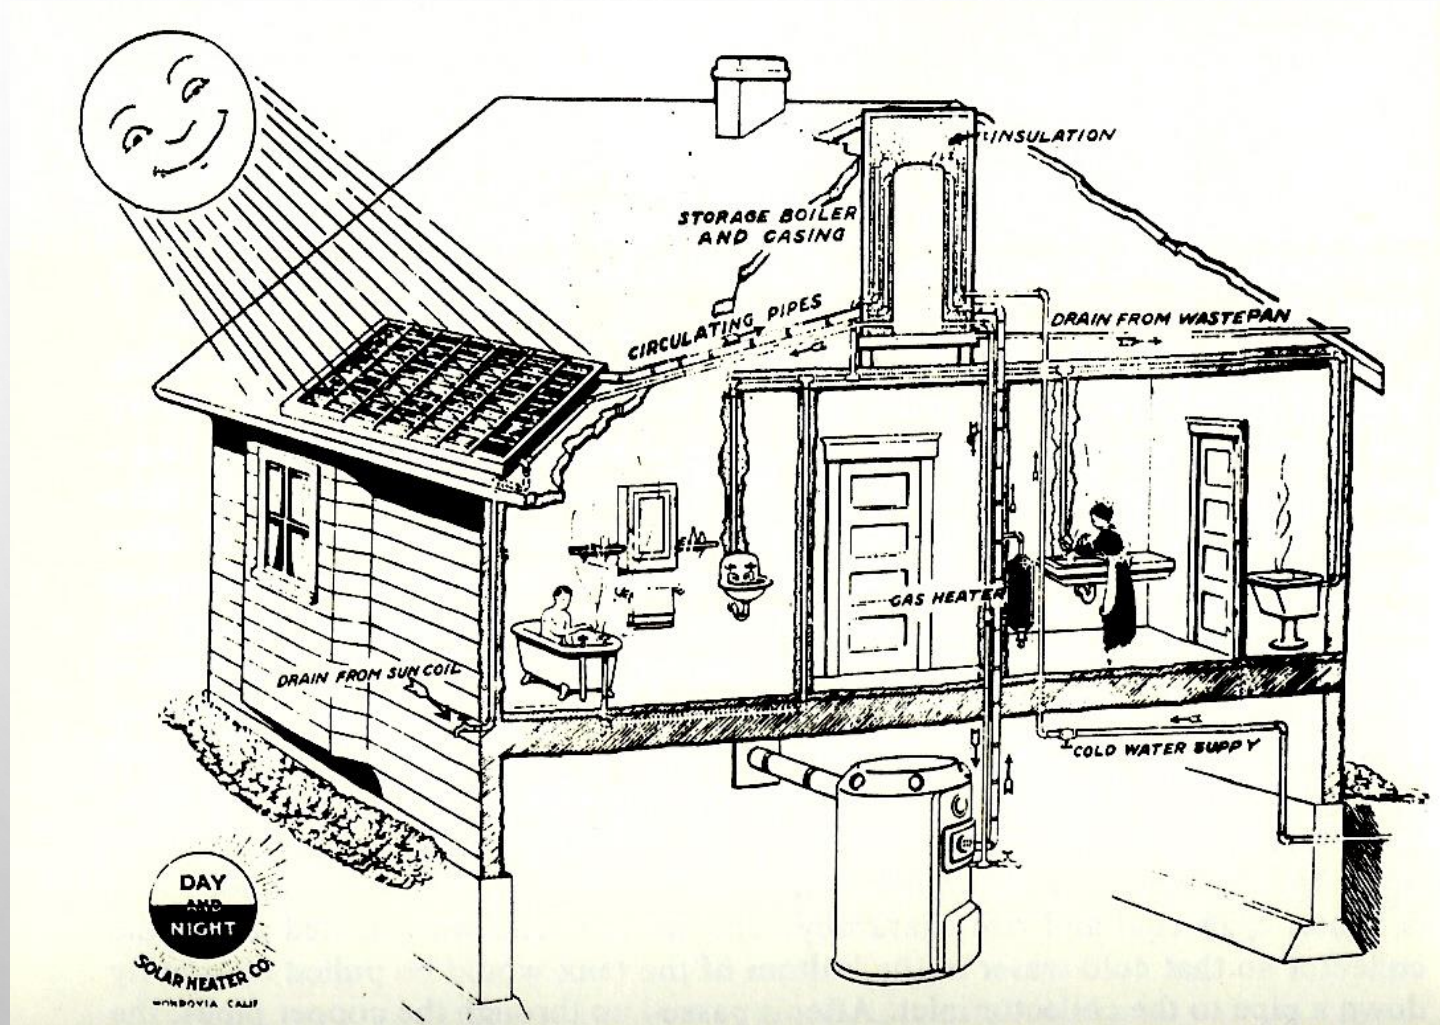 INSULATION
STORAGE BOILER
AND CASING
CIRCULATING PIPES
DRAIN FROM WASTEPAN
GAS HEATER
DRAIN FROM SUN COIL
COLD WATER SUPPY
DAY
AND
NIGHT
SOLAR HEATER CO.
MONROVIA CALIF